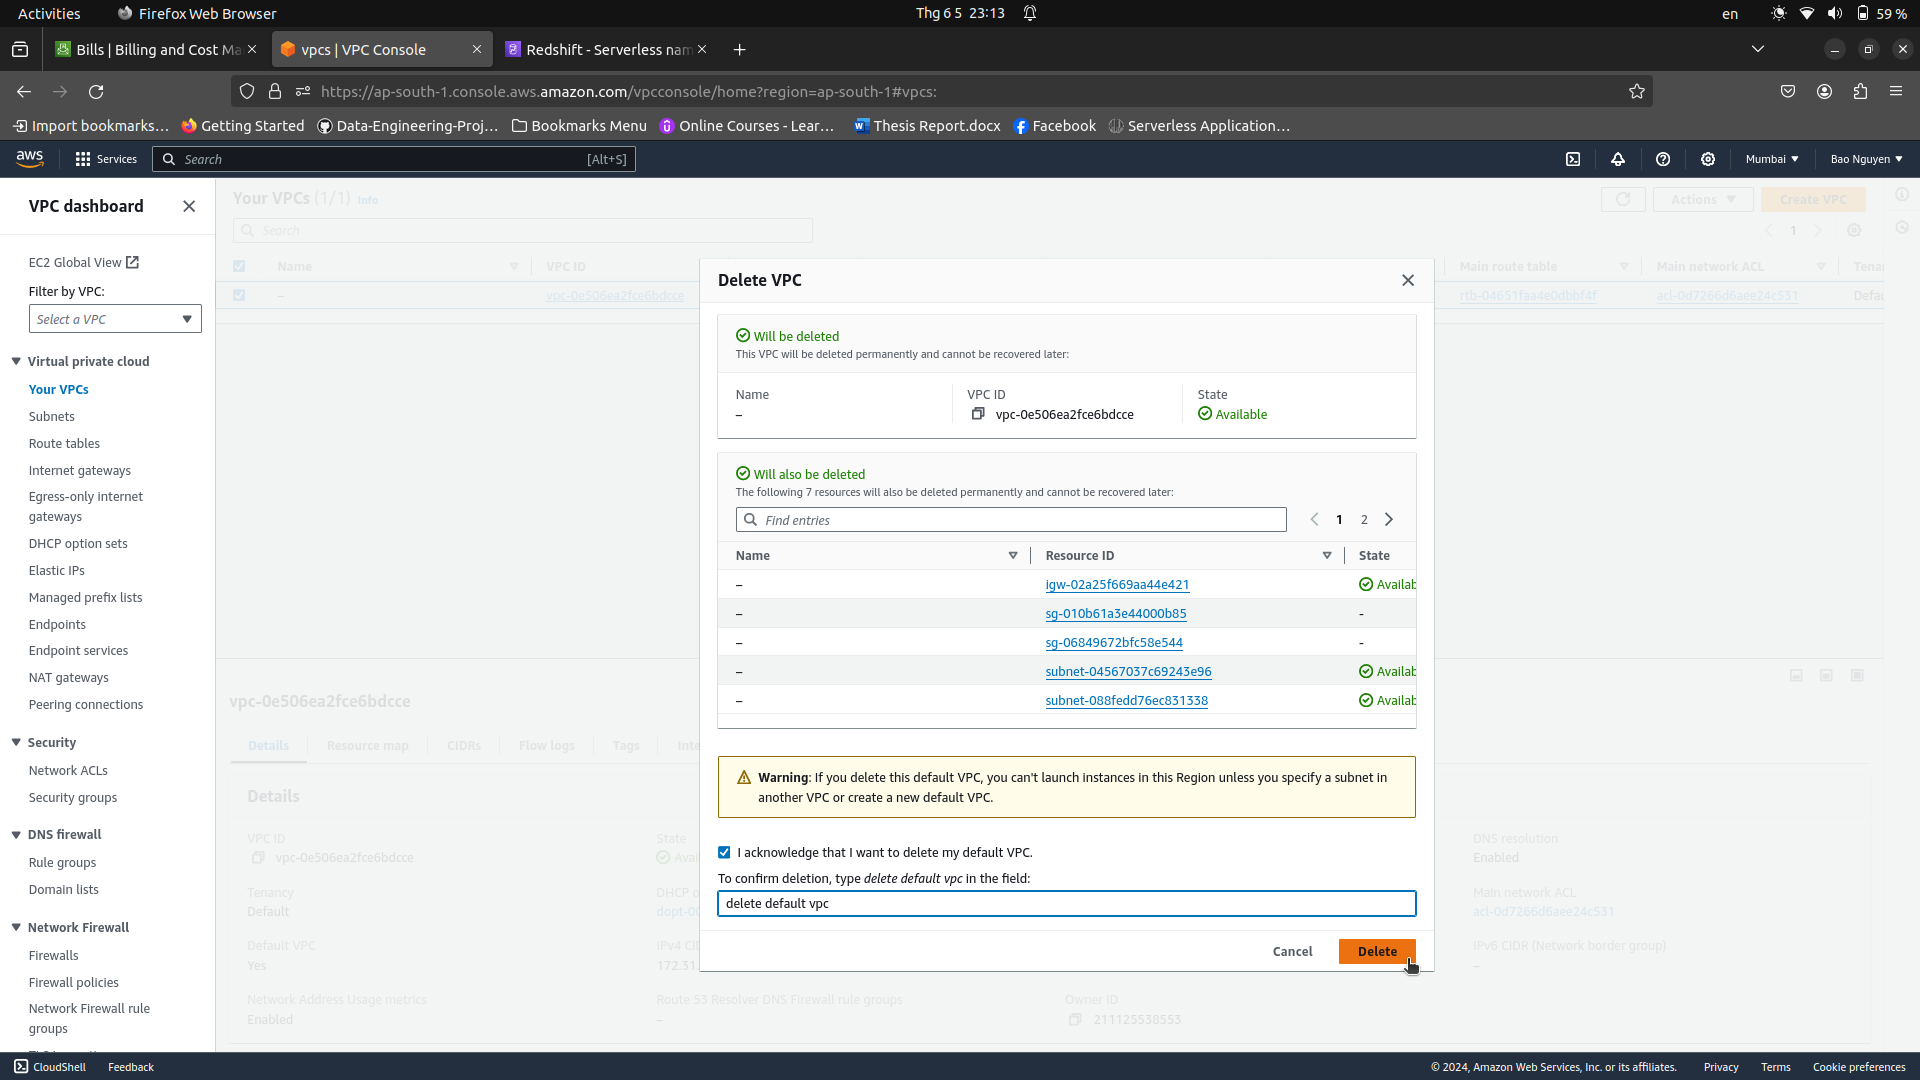 Activities
Firefox Web Browser
Thg 6 5 23:13
en
59 %
Bills | Billing and Cost Ma
vpcs | VPC Console
Redshift - Serverless nam
https://ap-south-1.console.aws.amazon.com/vpcconsole/home?region=ap-south-1#vpcs:
Import bookmarks...
Getting Started
Data-Engineering-Proj...
Bookmarks Menu
Online Courses - Lear...
Thesis Report.docx
Facebook
Serverless Application...
aws
Services
Search
[Alt+S]
Mumbai
Bao Nguyen
VPC dashboard
EC2 Global View
Filter by VPC:
Select a VPC
Virtual private cloud
Your VPCs
Subnets
Route tables
Internet gateways
Egress-only internet
gateways
DHCP option sets
Elastic IPs
Managed prefix lists
Endpoints
Endpoint services
NAT gateways
Peering connections
Security
Network ACLs
Security groups
DNS firewall
Rule groups
Domain lists
Network Firewall
Firewalls
Firewall policies
Network Firewall rule
groups
Your VPCs (1/1) Info
Actions
Create VPC
Search
1
Name
VPC ID
Main route table
Main network ACL
Tena
–
vpc-0e506ea2fce6bdcce
rtb-04651faa4e0dbbf4f
acl-0d7266d6aee24c531
Defau
vpc-0e506ea2fce6bdcce
Details
Resource map
CIDRs
Flow logs
Tags
Inte
Details
VPC ID
vpc-0e506ea2fce6bdcce
State
Avai
DNS resolution
Enabled
Tenancy
Default
DHCP o
dopt-00
Main network ACL
acl-0d7266d6aee24c531
Default VPC
Yes
IPv4 CID
172.31.
IPv6 CIDR (Network border group)
–
Network Address Usage metrics
Enabled
Route 53 Resolver DNS Firewall rule groups
–
Owner ID
211125538553
Delete VPC
Will be deleted
This VPC will be deleted permanently and cannot be recovered later:
Name
–
VPC ID
vpc-0e506ea2fce6bdcce
State
Available
Will also be deleted
The following 7 resources will also be deleted permanently and cannot be recovered later:
Find entries
1
2
Name
Resource ID
State
– igw-02a25f669aa44e421 Availab
– sg-010b61a3e44000b85 -
– sg-06849672bfc58e544 -
– subnet-04567037c69243e96 Availab
– subnet-088fedd76ec831338 Availab
Warning: If you delete this default VPC, you can't launch instances in this Region unless you specify a subnet in
another VPC or create a new default VPC.
I acknowledge that I want to delete my default VPC.
To confirm deletion, type delete default vpc in the field:
delete default vpc
Cancel
Delete
CloudShell
Feedback
© 2024, Amazon Web Services, Inc. or its affiliates.
Privacy
Terms
Cookie preferences